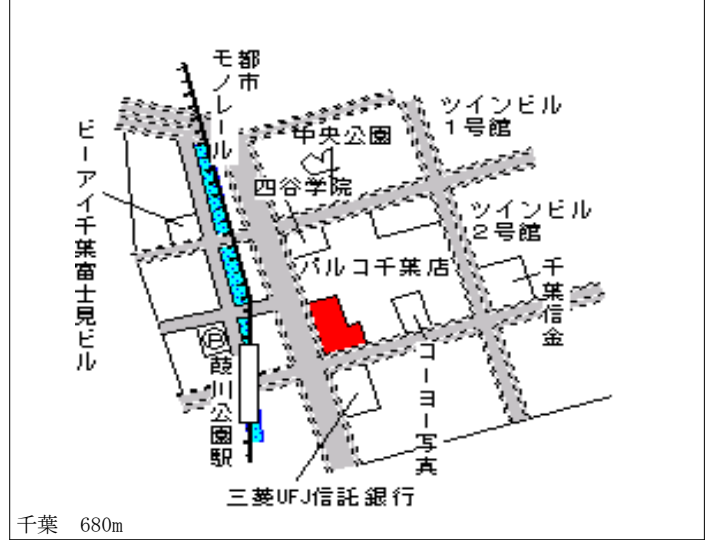 都市
モノレール
ツインビル
1号館
中央公園
四谷学院
ビーアイ千葉富士見ビル
ツインビル
2号館
パルコ千葉店
千葉信金
Ⓟ
葭川公園駅
コーヨー写真
三菱UFJ信託銀行
千葉 680m